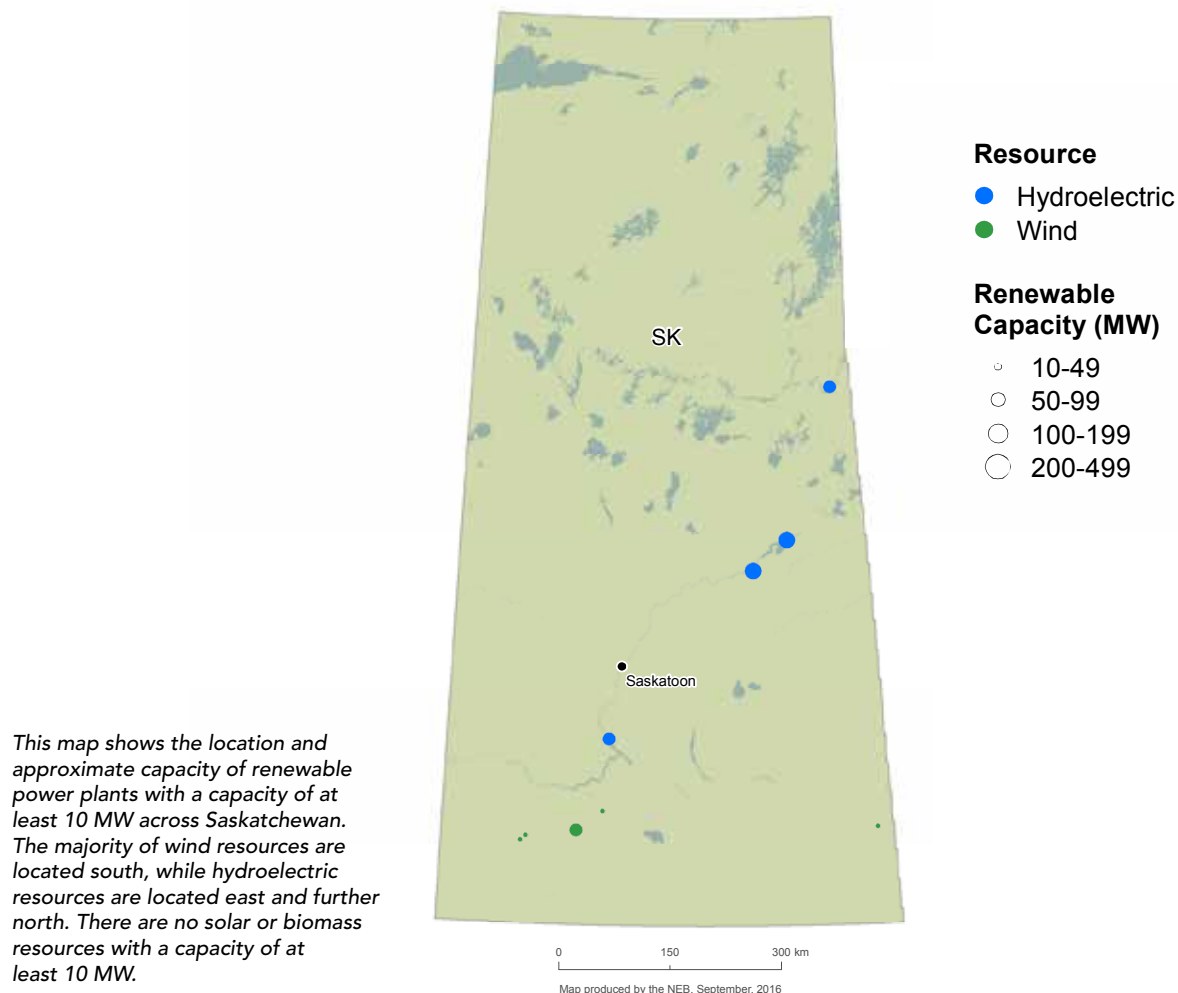 Resource
Hydroelectric
Wind
Renewable
Capacity (MW)
10-49
50-99
100-199
200-499
SK
Saskatoon
This map shows the location and
approximate capacity of renewable
power plants with a capacity of at
least 10 MW across Saskatchewan.
The majority of wind resources are
located south, while hydroelectric
resources are located east and further
north. There are no solar or biomass
resources with a capacity of at
least 10 MW.
0 150 300 km
Map produced by the NEB, September, 2016